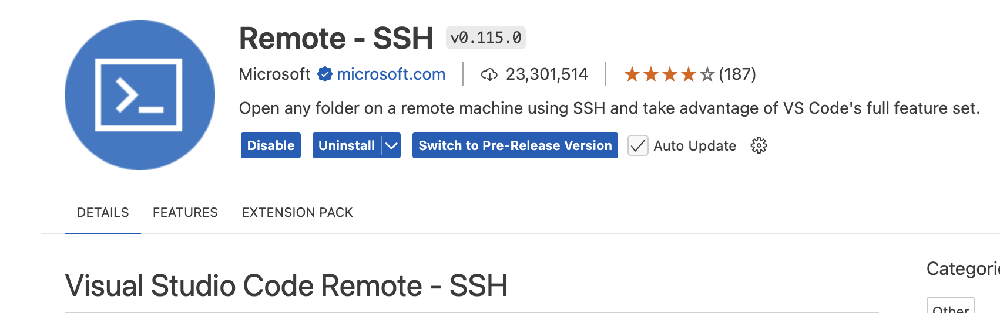 Remote - SSH v0.115.0
Microsoft microsoft.com 23,301,514 (187)
Open any folder on a remote machine using SSH and take advantage of VS Code's full feature set.
Disable Uninstall Switch to Pre-Release Version Auto Update
DETAILS FEATURES EXTENSION PACK
Categori
Visual Studio Code Remote - SSH
Other